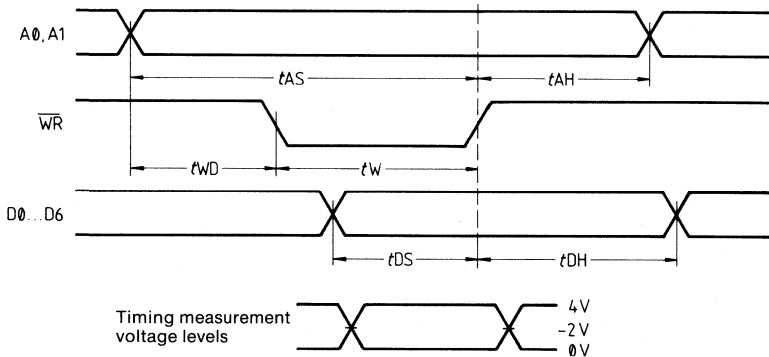 A0, A1
tAS
tAH
WR
tWD
tW
D0...D6
tDS
tDH
Timing measurement
voltage levels
4V
-2V
0V